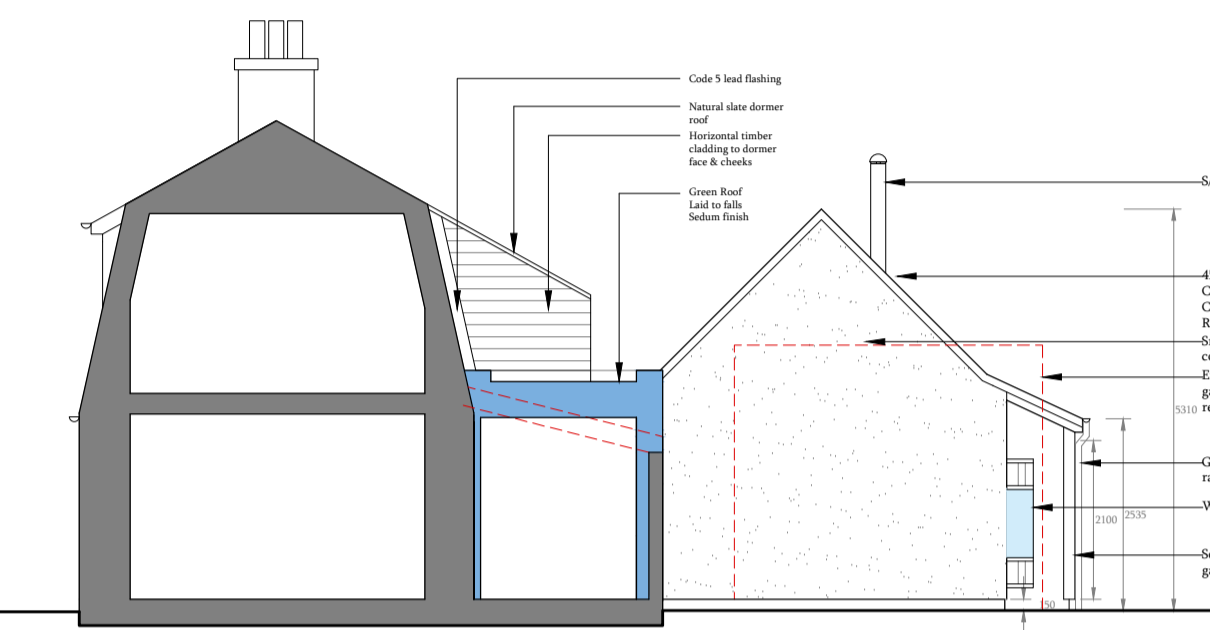 Code 5 lead flashing
Natural slate dormer
roof
Horizontal timber
cladding to dormer
face & cheeks
Green Roof
Laid to falls
Sedum finish
5310
2100
2535
150